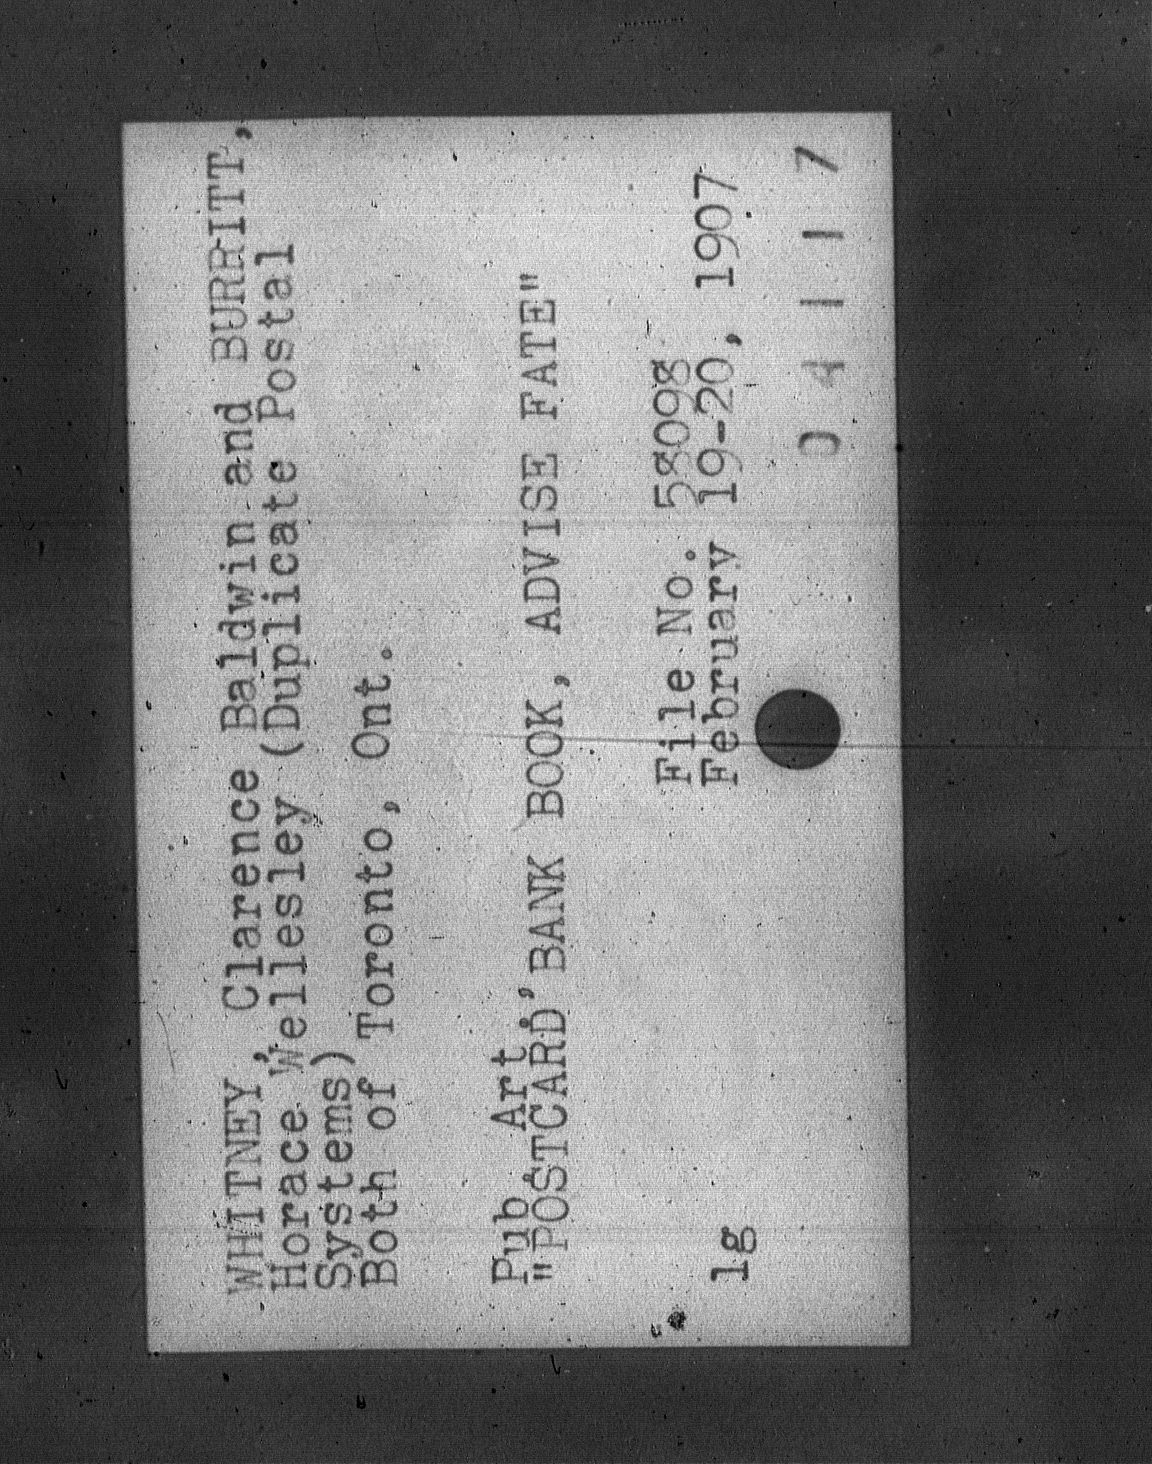 WHITNEY, Clarence Baldwin and BURRITT,
Horace Wellesley (Duplicate Postal
Systems)
Both of Toronto, Ont.
Pub. Art.
"'POSTCARD' BANK BOOK, ADVISE FATE"
File No. 58098
February 19-20, 1907
lg
04117